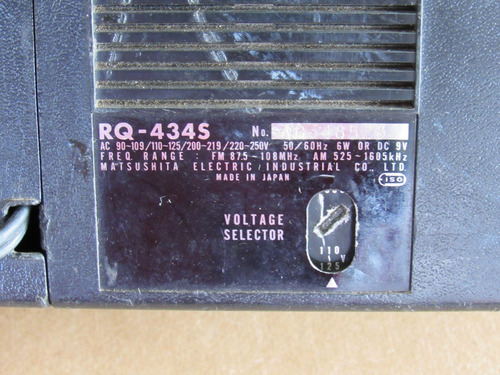 RQ-434S No.
AC 90-109/110-125/200-219/220-250V 50/60Hz 6W OR DC 9V
FREQ. RANGE : FM 87.5-108MHz AM 525-1605kHz
MATSUSHITA ELECTRIC INDUSTRIAL CO., LTD.
MADE IN JAPAN
ISO
VOLTAGE
SELECTOR
110
V
125